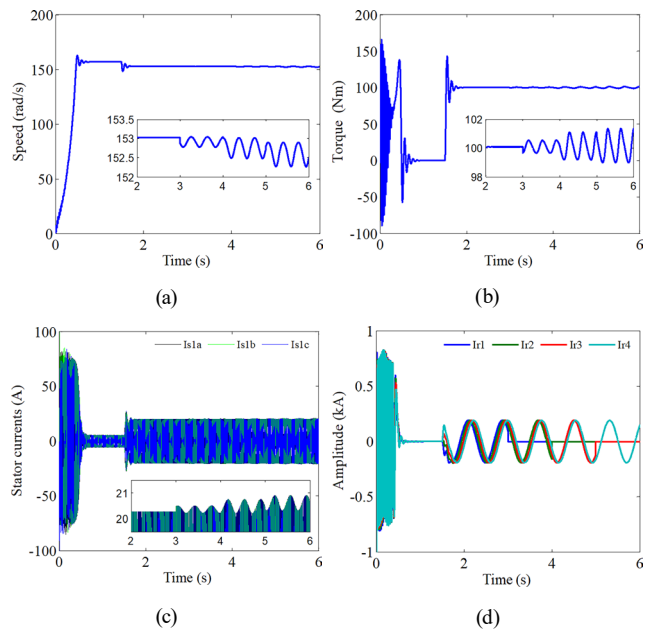 200
150
100
50
0
Speed (rad/s)
153.5
153
152.5
152
2 3 4 5 6
0 2 4 6
Time (s)
(a)
200
150
100
50
0
-50
-100
Torque (Nm)
102
100
98
2 3 4 5 6
0 2 4 6
Time (s)
(b)
100
50
0
-50
-100
Stator currents (A)
Is1a Is1b Is1c
21
20
2 3 4 5 6
0 2 4 6
Time (s)
(c)
1
0.5
0
-0.5
-1
Amplitude (kA)
Ir1 Ir2 Ir3 Ir4
0 2 4 6
Time (s)
(d)